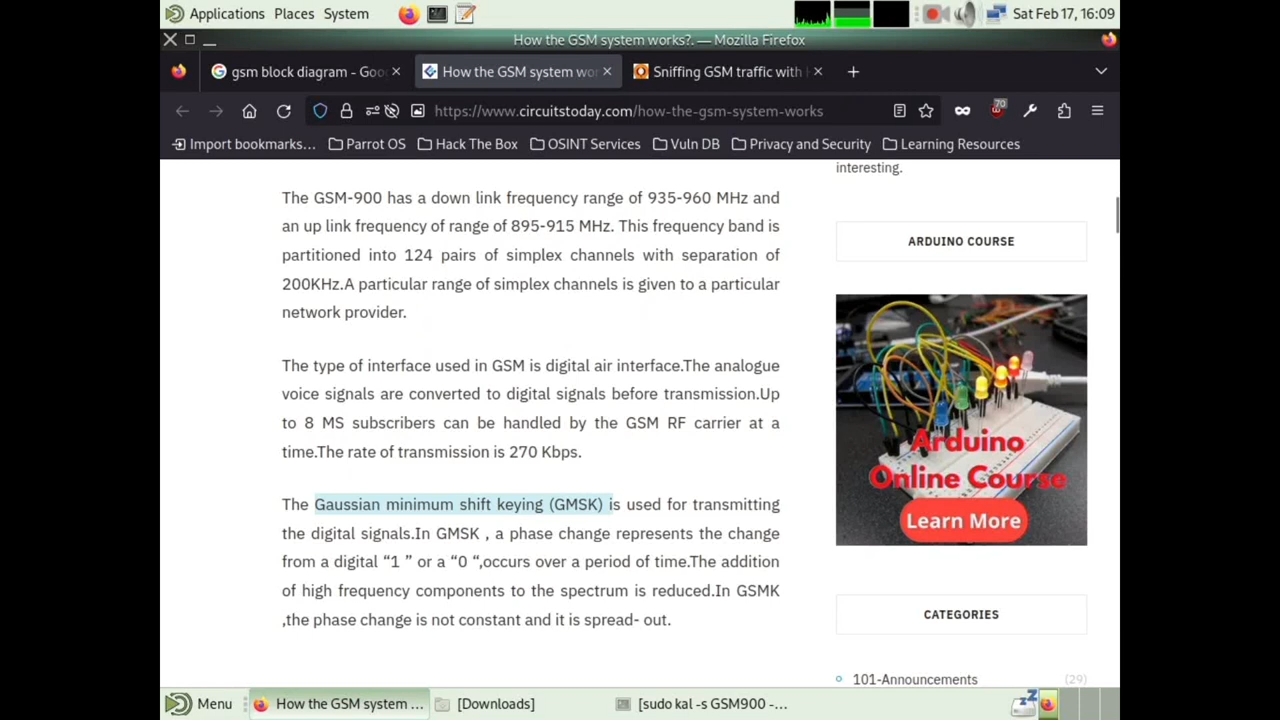 Applications Places System
Sat Feb 17, 16:09
How the GSM system works?. — Mozilla Firefox
gsm block diagram - Goo
How the GSM system wor
Sniffing GSM traffic with
https://www.circuitstoday.com/how-the-gsm-system-works
70
Import bookmarks... Parrot OS Hack The Box OSINT Services Vuln DB Privacy and Security Learning Resources
The GSM-900 has a down link frequency range of 935-960 MHz and
an up link frequency of range of 895-915 MHz. This frequency band is
partitioned into 124 pairs of simplex channels with separation of
200KHz.A particular range of simplex channels is given to a particular
network provider.
The type of interface used in GSM is digital air interface.The analogue
voice signals are converted to digital signals before transmission.Up
to 8 MS subscribers can be handled by the GSM RF carrier at a
time.The rate of transmission is 270 Kbps.
The Gaussian minimum shift keying (GMSK) is used for transmitting
the digital signals.In GMSK , a phase change represents the change
from a digital “1 ” or a “0 “,occurs over a period of time.The addition
of high frequency components to the spectrum is reduced.In GSMK
,the phase change is not constant and it is spread- out.
interesting.
ARDUINO COURSE
Arduino
Online Course
Learn More
CATEGORIES
101-Announcements (29)
Menu
How the GSM system ...
[Downloads]
[sudo kal -s GSM900 -...